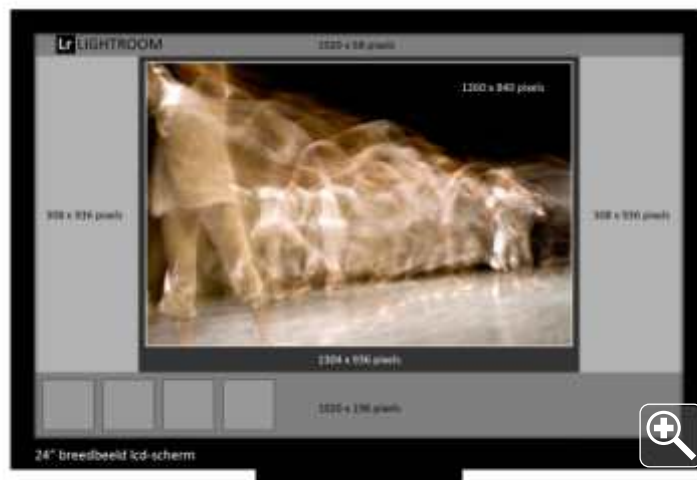 Lr LIGHTROOM
1920 x 68 pixels
1260 x 840 pixels
308 x 936 pixels
308 x 936 pixels
1304 x 936 pixels
1920 x 196 pixels
24" breedbeeld lcd-scherm